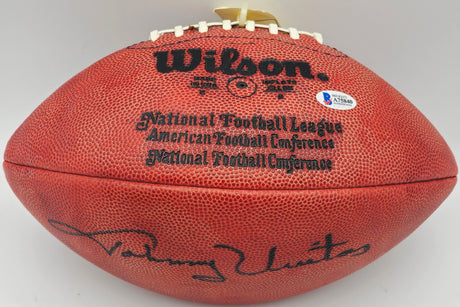 Wilson.
National Football League
American Football Conference
National Football Conference
Johnny Unitas